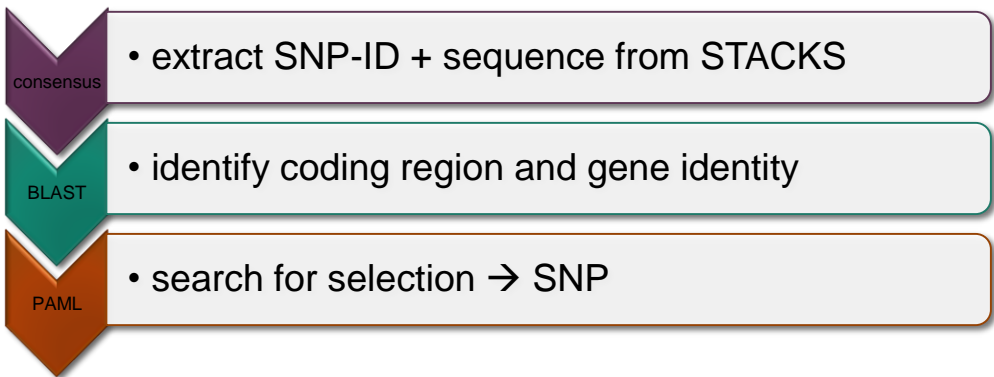 consensus
• extract SNP-ID + sequence from STACKS
BLAST
• identify coding region and gene identity
PAML
• search for selection → SNP